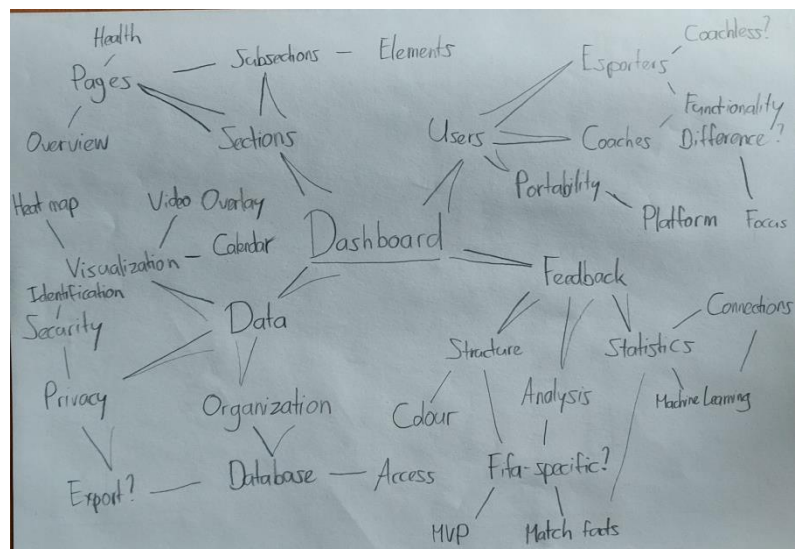 Health
Pages
Subsections
Elements
Overview
Sections
Users
Esporters
Coachless?
Coaches
Functionality
Difference?
Portability
Platform
Focus
Heat map
Video Overlay
Visualization
Calendar
Dashboard
Identification
Security
Data
Feedback
Connections
Privacy
Organization
Structure
Statistics
Colour
Analysis
Machine Learning
Export?
Database
Access
Fifa-specific?
MVP
Match facts